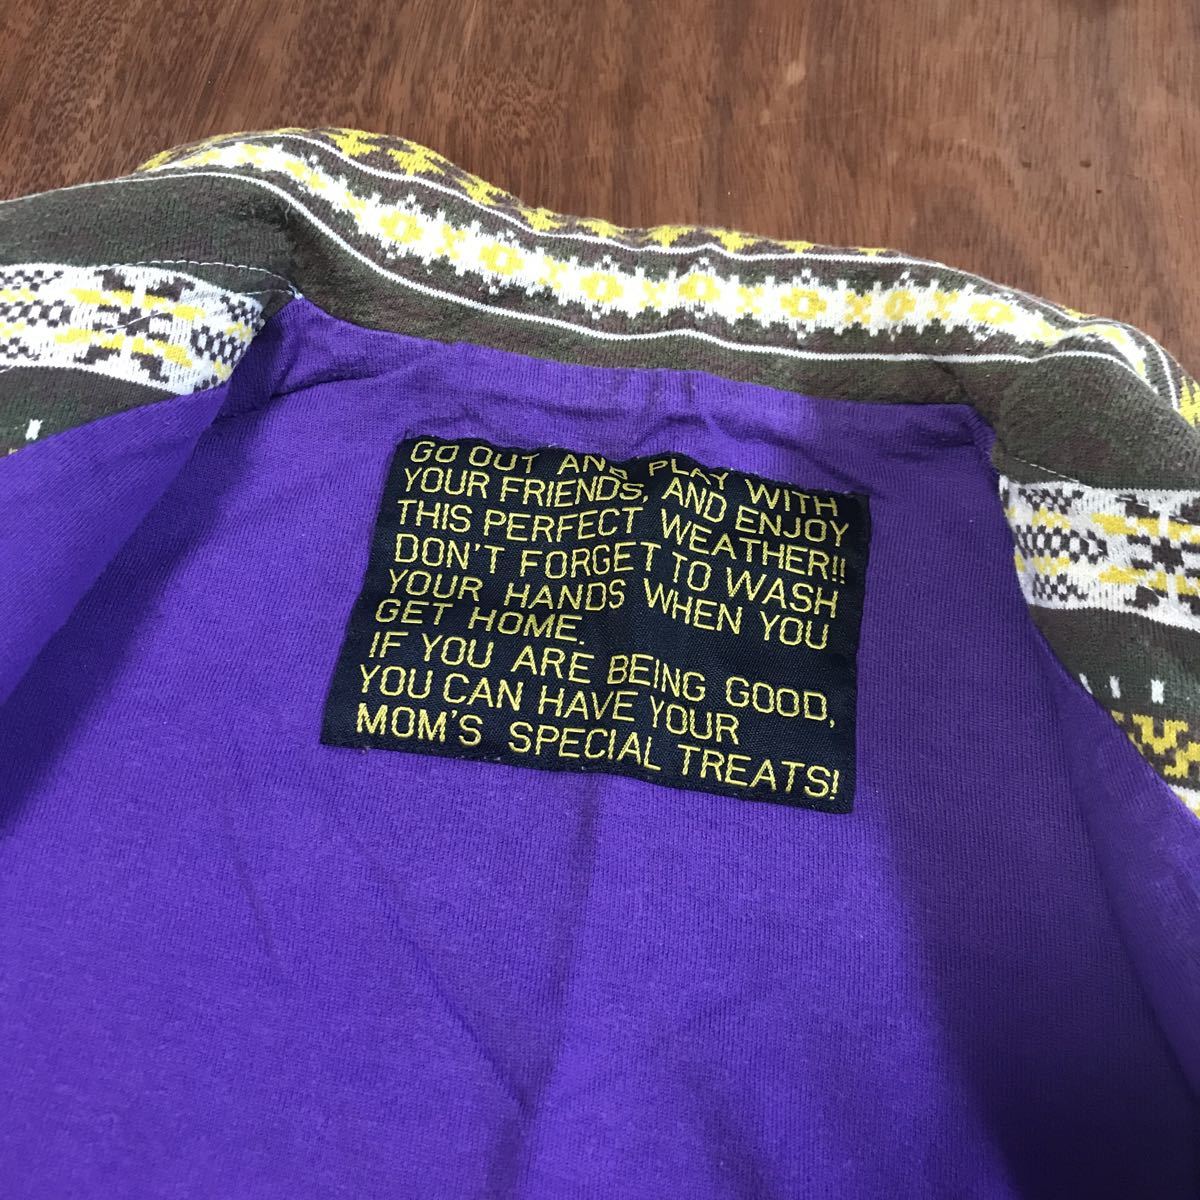 GO OUT AND PLAY WITH
YOUR FRIENDS, AND ENJOY
THIS PERFECT WEATHER!!
DON'T FORGET TO WASH
YOUR HANDS WHEN YOU
GET HOME.
IF YOU ARE BEING GOOD,
YOU CAN HAVE YOUR
MOM'S SPECIAL TREATS!